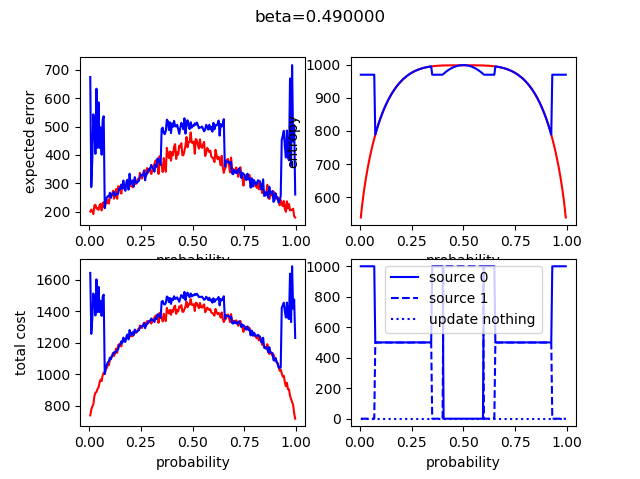 beta=0.490000
expected error
700
600
500
400
300
200
0.00 0.25 0.50 0.75 1.00
probability
entropy
1000
900
800
700
600
0.00 0.25 0.50 0.75 1.00
probability
total cost
1600
1400
1200
1000
800
0.00 0.25 0.50 0.75 1.00
probability
1000
800
600
400
200
0
source 0
source 1
update nothing
0.00 0.25 0.50 0.75 1.00
probability